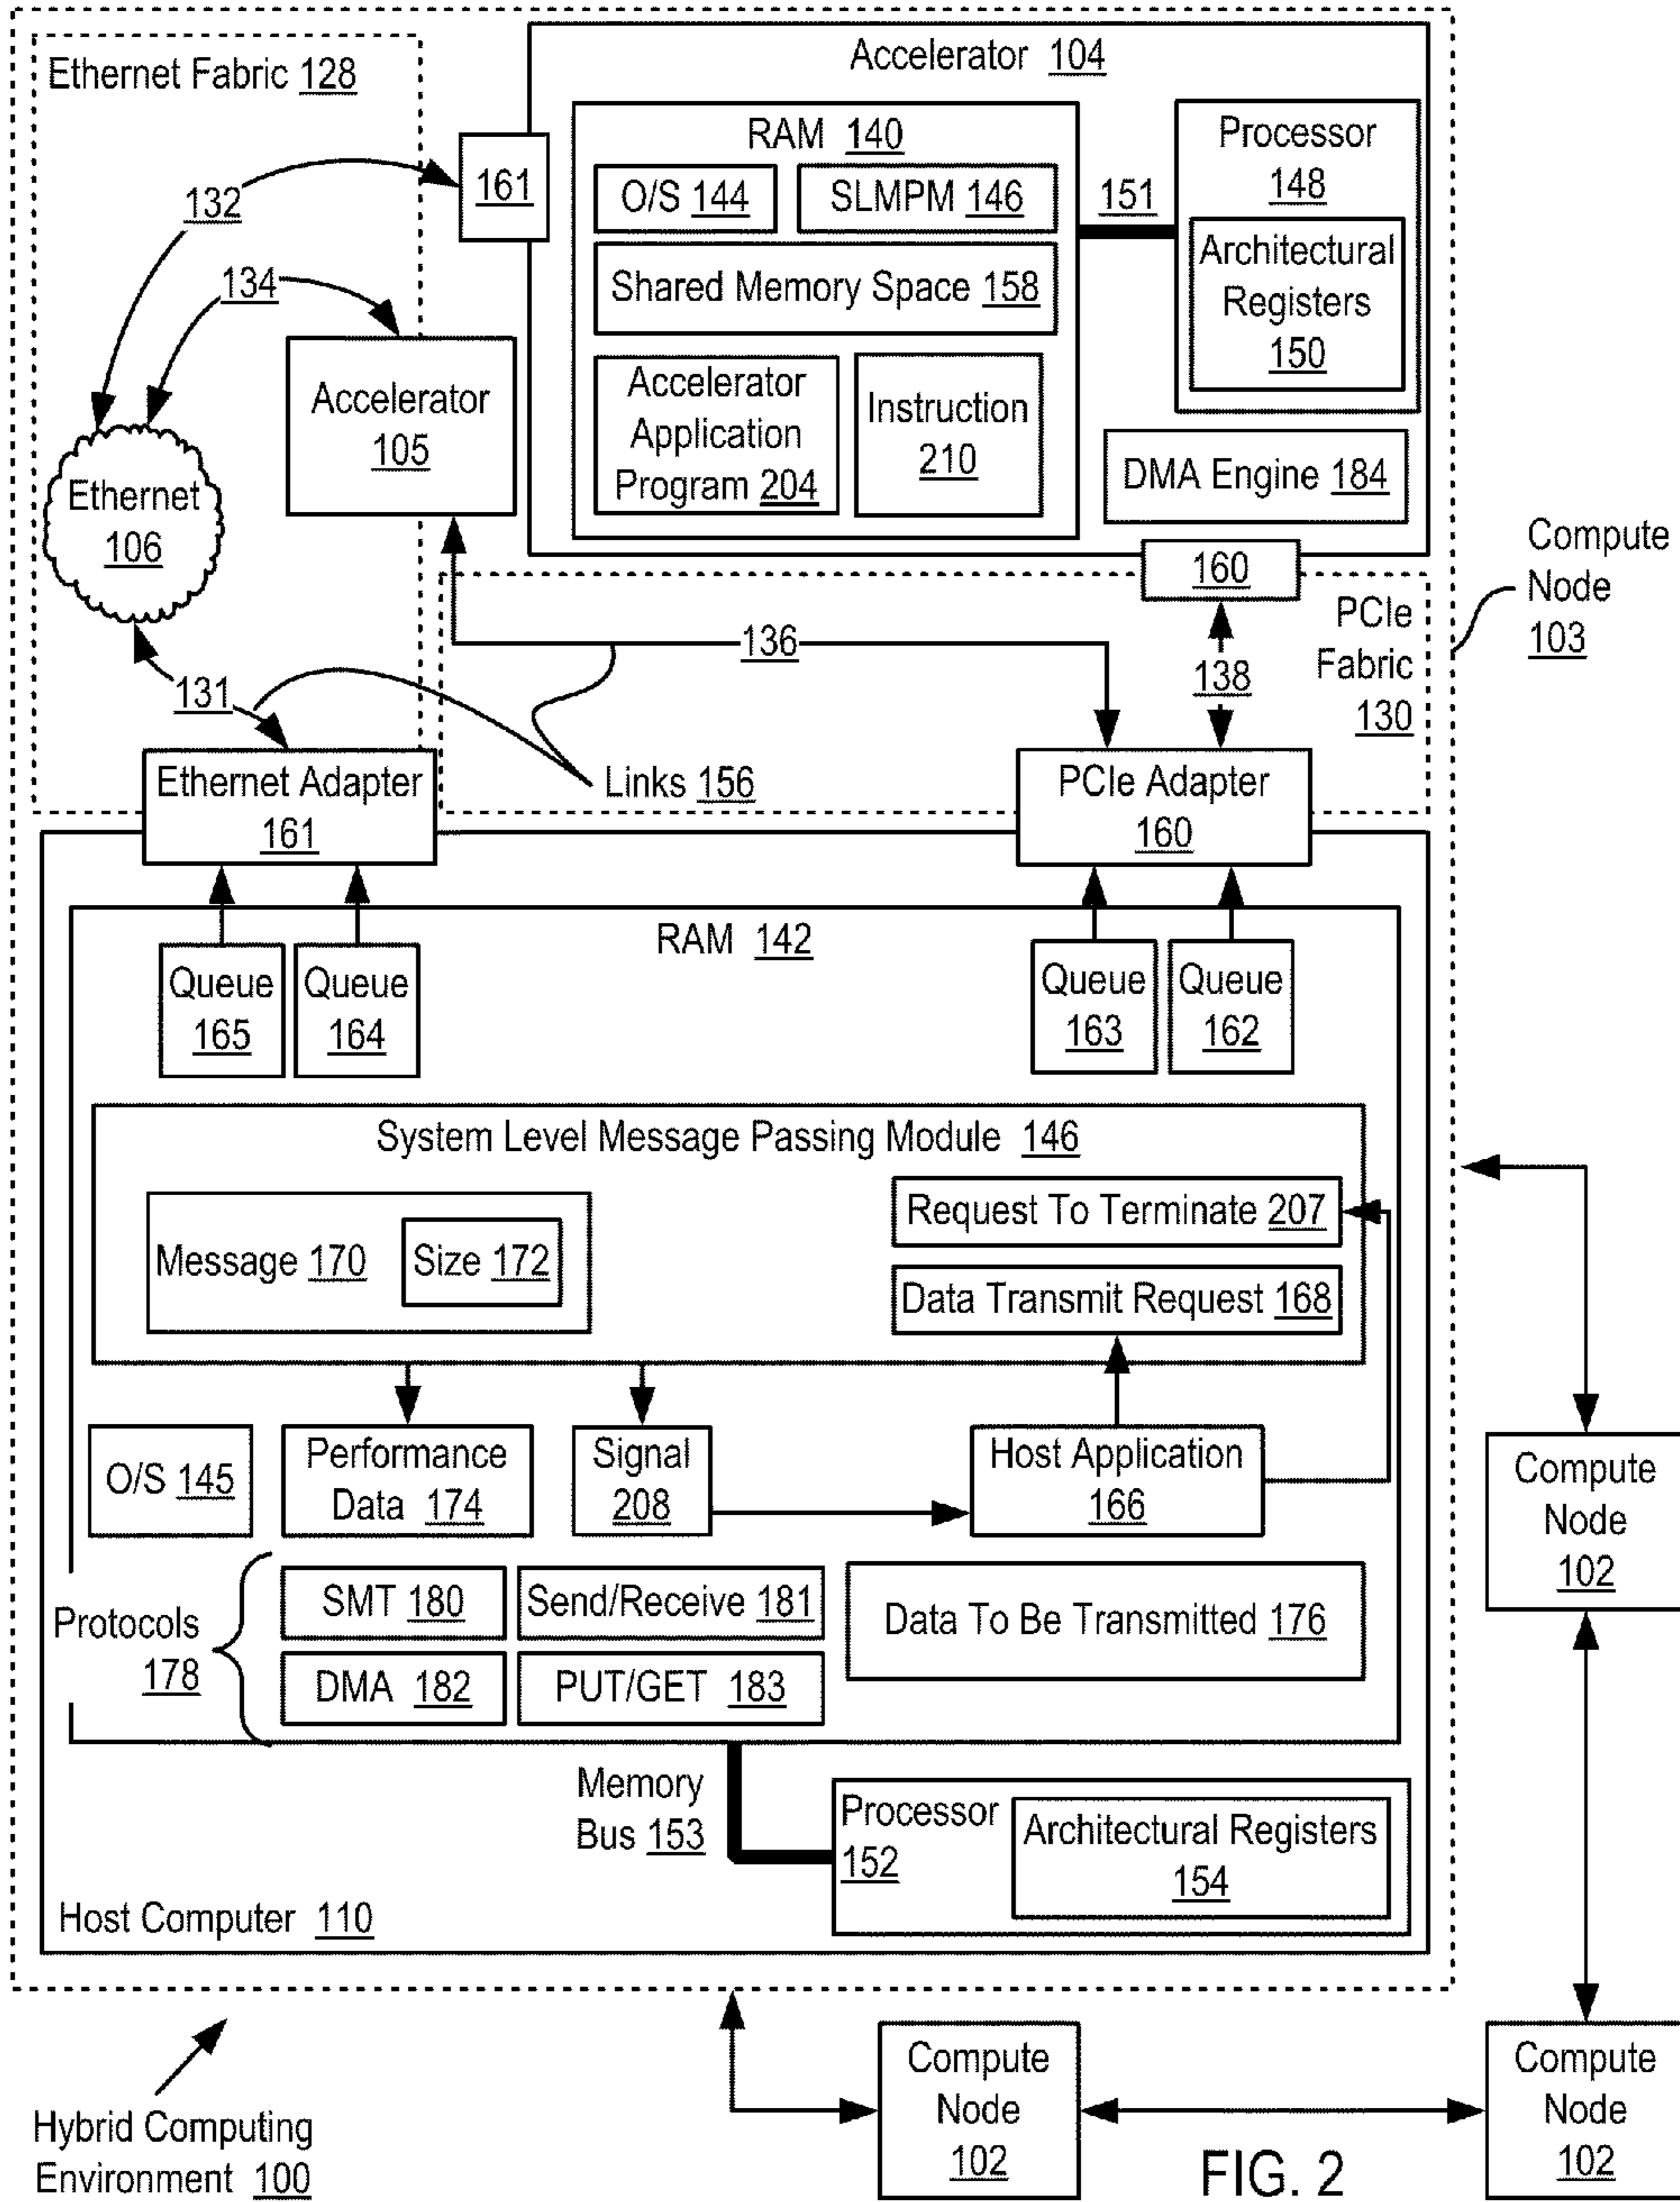 Ethernet Fabric 128
Accelerator 104
RAM 140
O/S 144
SLMPM 146
Shared Memory Space 158
Accelerator
Application
Program 204
Instruction
210
151
Processor
148
Architectural
Registers
150
DMA Engine 184
161
132
134
Accelerator
105
Ethernet
106
160
PCIe
Fabric
130
Compute
Node
103
136
138
131
Links 156
Ethernet Adapter
161
PCIe Adapter
160
RAM 142
Queue
165
Queue
164
Queue
163
Queue
162
System Level Message Passing Module 146
Message 170
Size 172
Request To Terminate 207
Data Transmit Request 168
O/S 145
Performance
Data 174
Signal
208
Host Application
166
Protocols
178
SMT 180
Send/Receive 181
DMA 182
PUT/GET 183
Data To Be Transmitted 176
Memory
Bus 153
Processor
152
Architectural Registers
154
Host Computer 110
Compute
Node
102
Compute
Node
102
Compute
Node
102
Hybrid Computing
Environment 100
FIG. 2